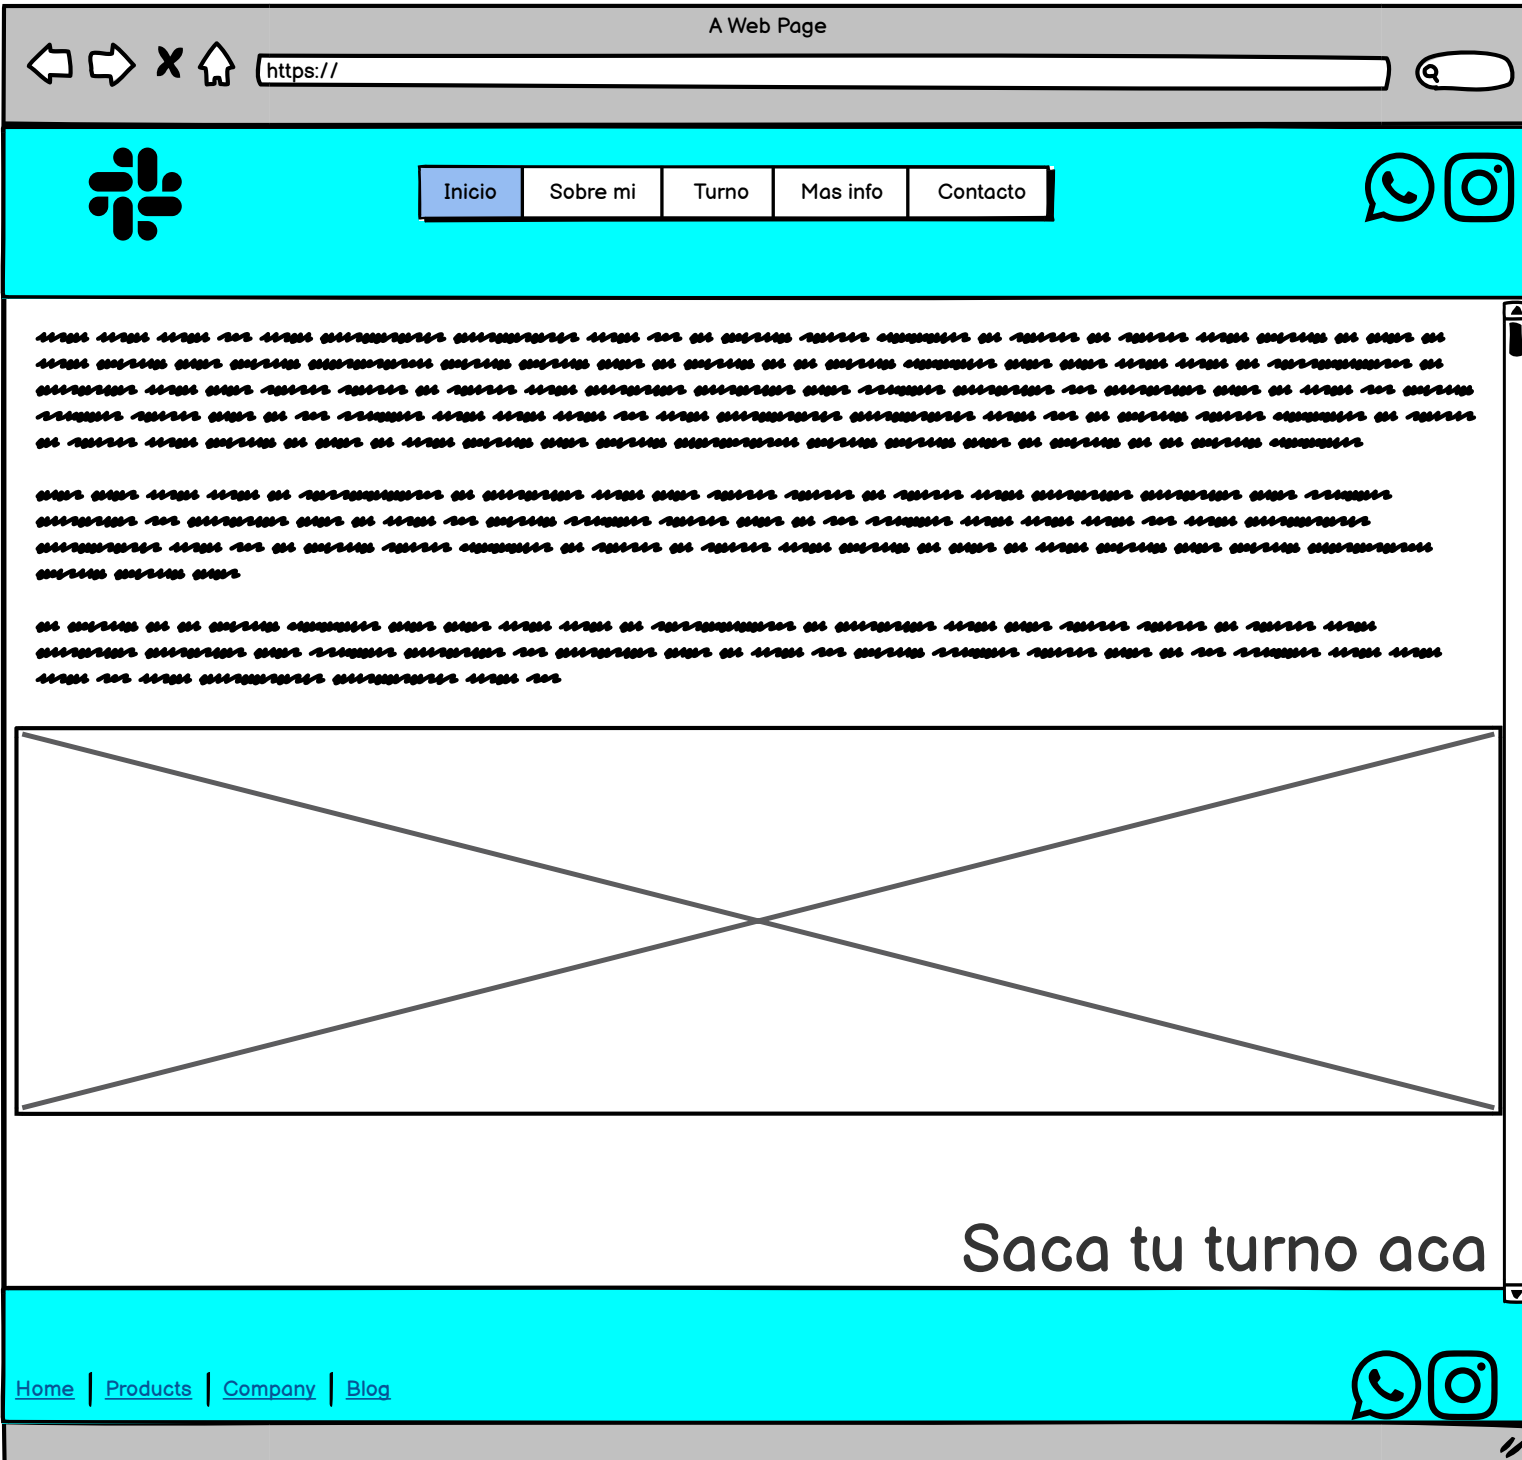 A Web Page
https://
Inicio
Sobre mi
Turno
Mas info
Contacto
Saca tu turno aca
Home
Products
Company
Blog